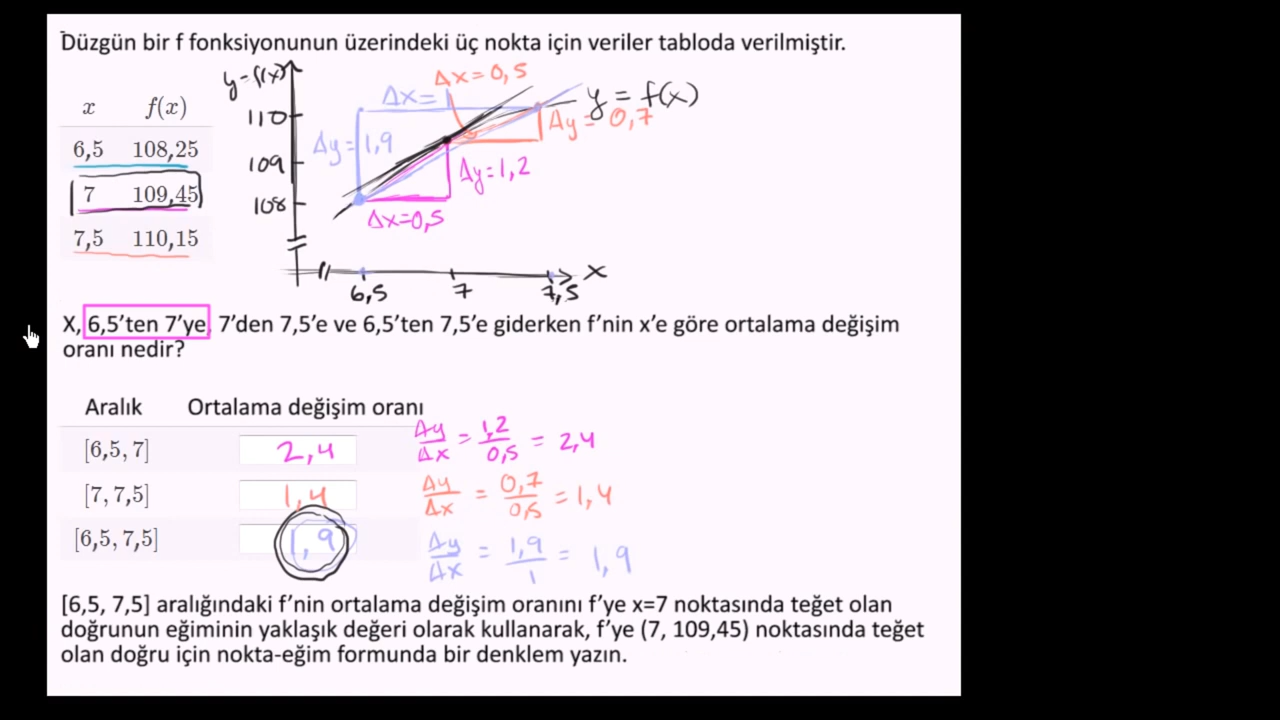 Düzgün bir f fonksiyonunun üzerindeki üç nokta için veriler tabloda verilmiştir.
x f(x)
6,5 108,25
7 109,45
7,5 110,15
y=f(x)
110
109
108
Δx=1
Δx=0,5
y = f(x)
Δy=1,9
Δy=0,7
Δy=1,2
Δx=0,5
6,5 7 7,5 x
X, 6,5'ten 7'ye, 7'den 7,5'e ve 6,5'ten 7,5'e giderken f'nin x'e göre ortalama değişim
oranı nedir?
Aralık Ortalama değişim oranı
[6,5, 7] 2,4 Δy/Δx = 1,2/0,5 = 2,4
[7, 7,5] 1,4 Δy/Δx = 0,7/0,5 = 1,4
[6,5, 7,5] 1,9 Δy/Δx = 1,9/1 = 1,9
[6,5, 7,5] aralığındaki f'nin ortalama değişim oranını f'ye x=7 noktasında teğet olan
doğrunun eğiminin yaklaşık değeri olarak kullanarak, f'ye (7, 109,45) noktasında teğet
olan doğru için nokta-eğim formunda bir denklem yazın.